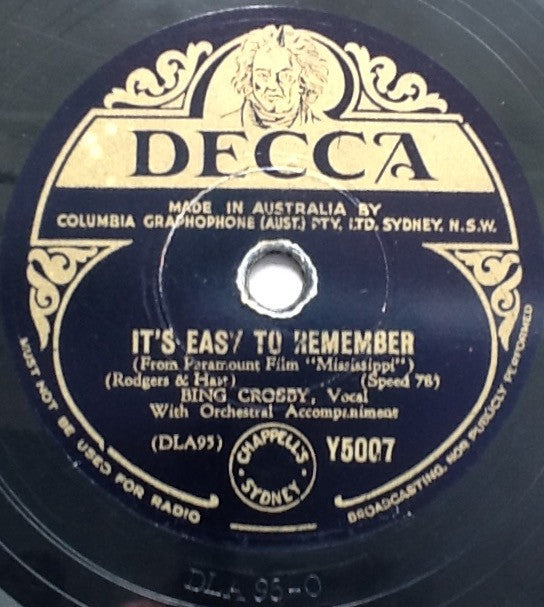 DECCA
MADE IN AUSTRALIA BY
COLUMBIA GRAPHOPHONE (AUST.) PTY. LTD. SYDNEY. N.S.W.
IT'S EASY TO REMEMBER
(From Paramount Film "Mississippi")
(Rodgers & Hart) (Speed 78)
BING CROSBY, Vocal
With Orchestral Accompaniment
(DLA95) CHAPPELL'S SYDNEY Y5007
MUST NOT BE USED FOR RADIO BROADCASTING, NOR PUBLICLY PERFORMED
DLA 95-0